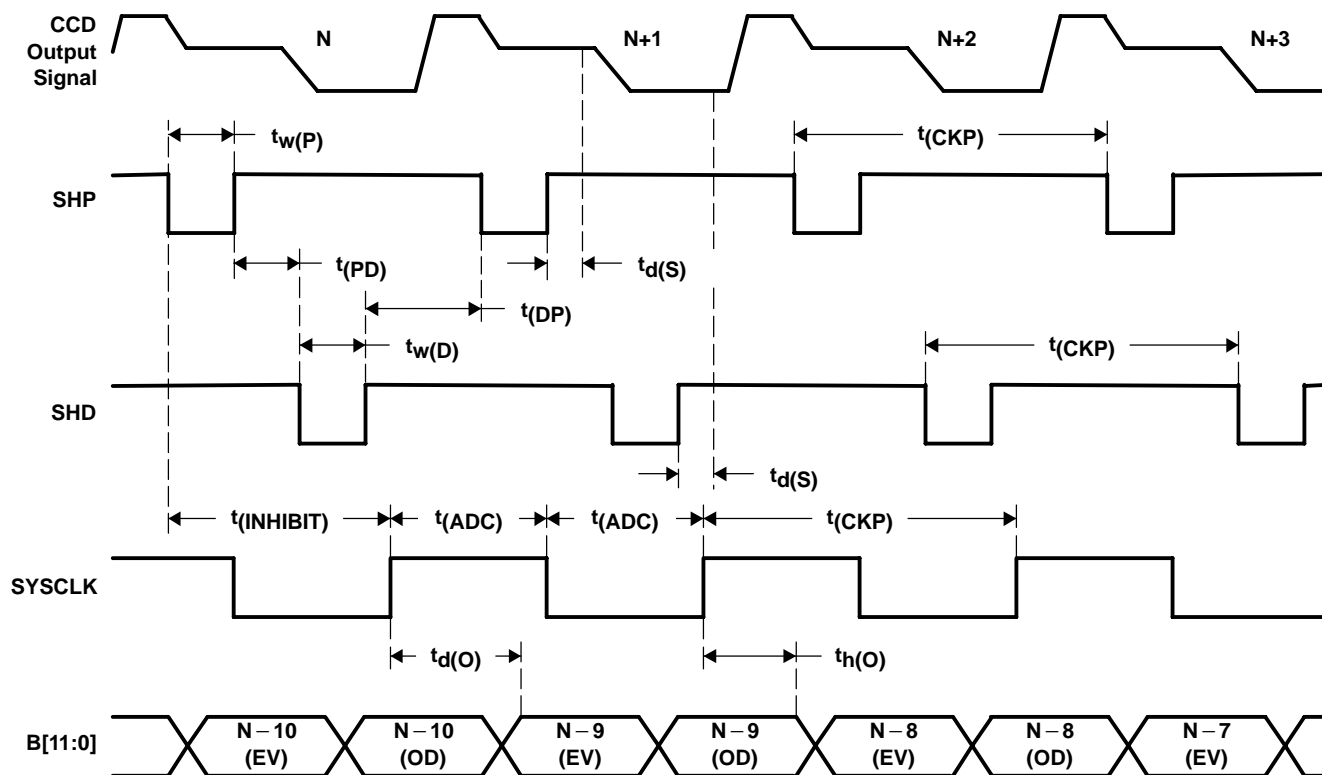 CCD
Output
Signal
N
N+1
N+2
N+3
tw(P)
t(CKP)
SHP
t(PD)
td(S)
t(DP)
tw(D)
t(CKP)
SHD
td(S)
t(INHIBIT)
t(ADC)
t(ADC)
t(CKP)
SYSCLK
td(O)
th(O)
B[11:0]
N−10
(EV)
N−10
(OD)
N−9
(EV)
N−9
(OD)
N−8
(EV)
N−8
(OD)
N−7
(EV)